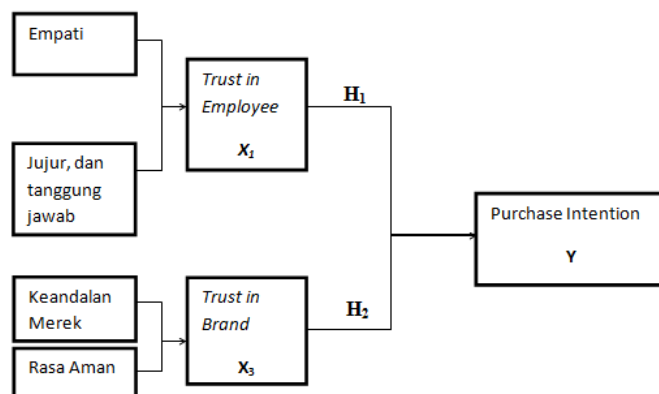 Empati
Trust in
Employee
X₁
Jujur, dan
tanggung
jawab
H₁
Purchase Intention
Y
Keandalan
Merek
Rasa Aman
Trust in
Brand
X₃
H₂